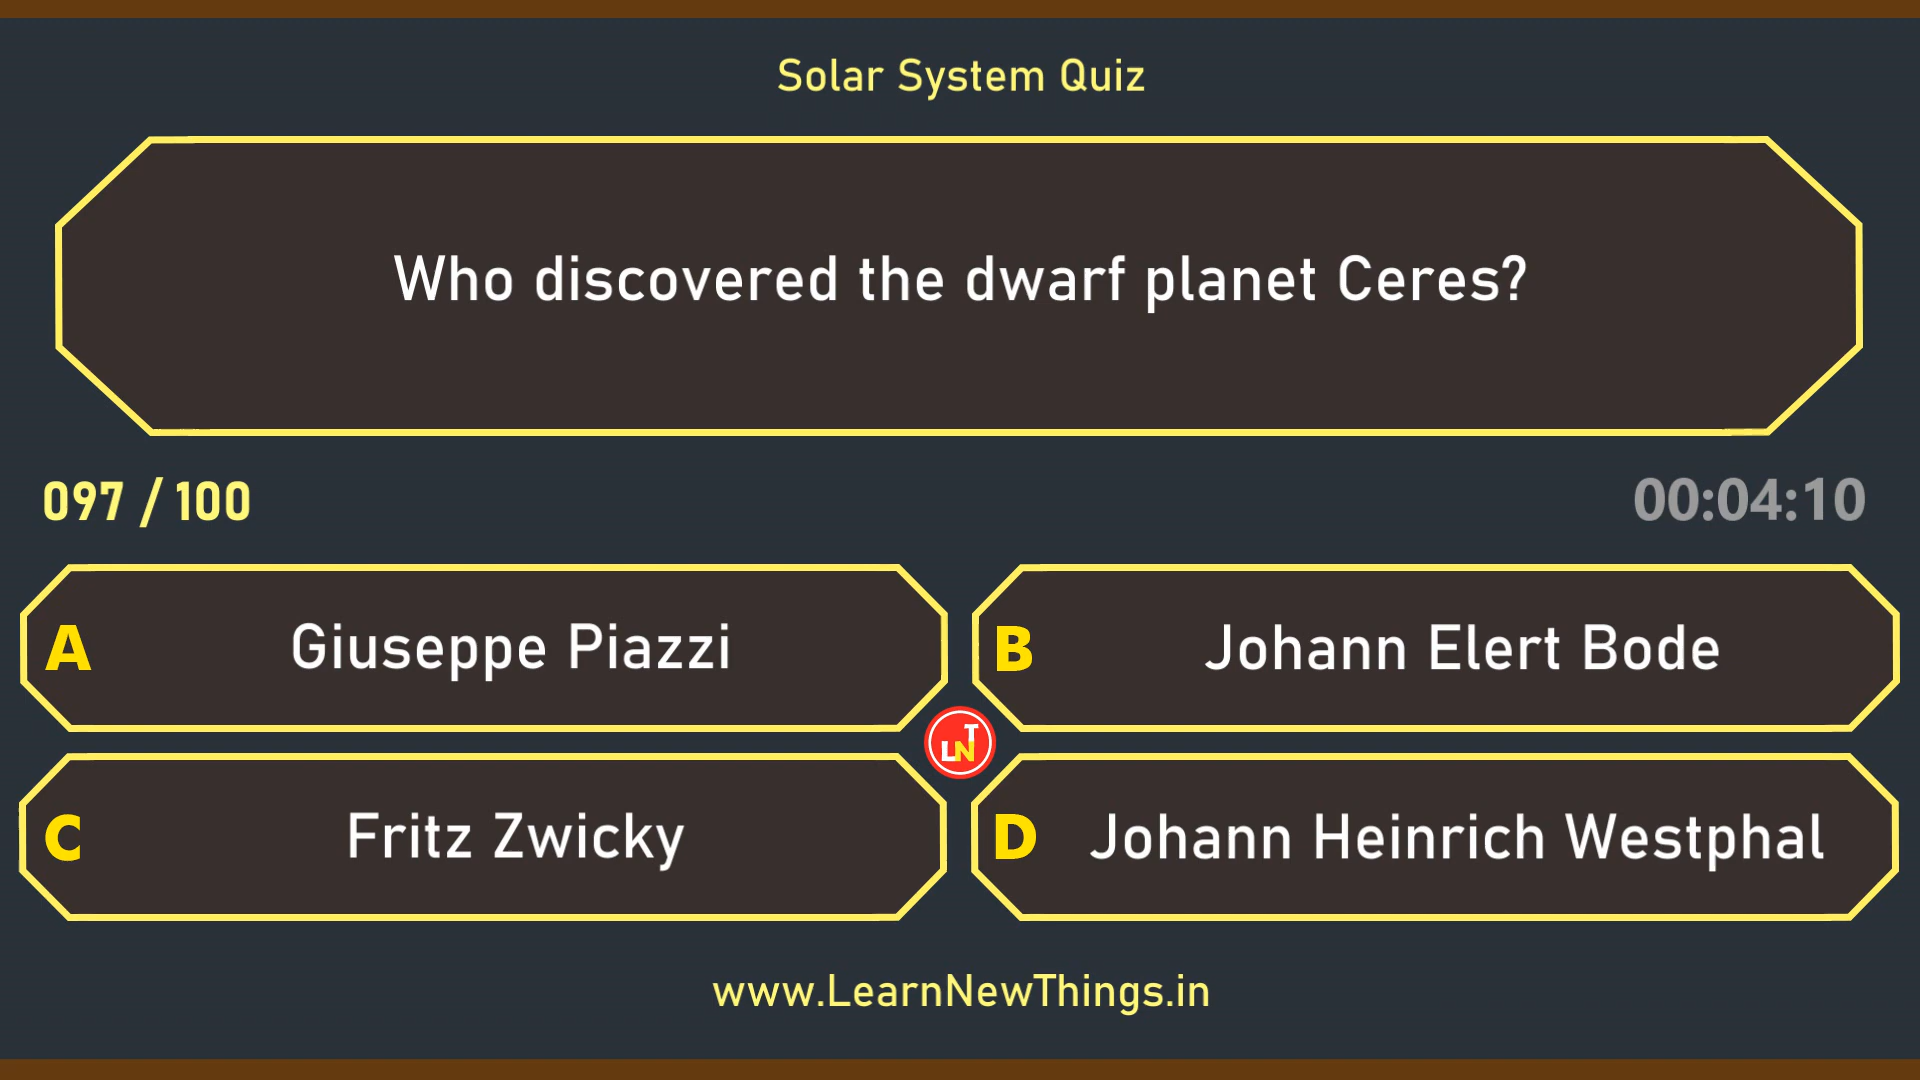 Solar System Quiz
Who discovered the dwarf planet Ceres?
097 / 100
00:04:10
A Giuseppe Piazzi
B Johann Elert Bode
LNT
C Fritz Zwicky
D Johann Heinrich Westphal
www.LearnNewThings.in